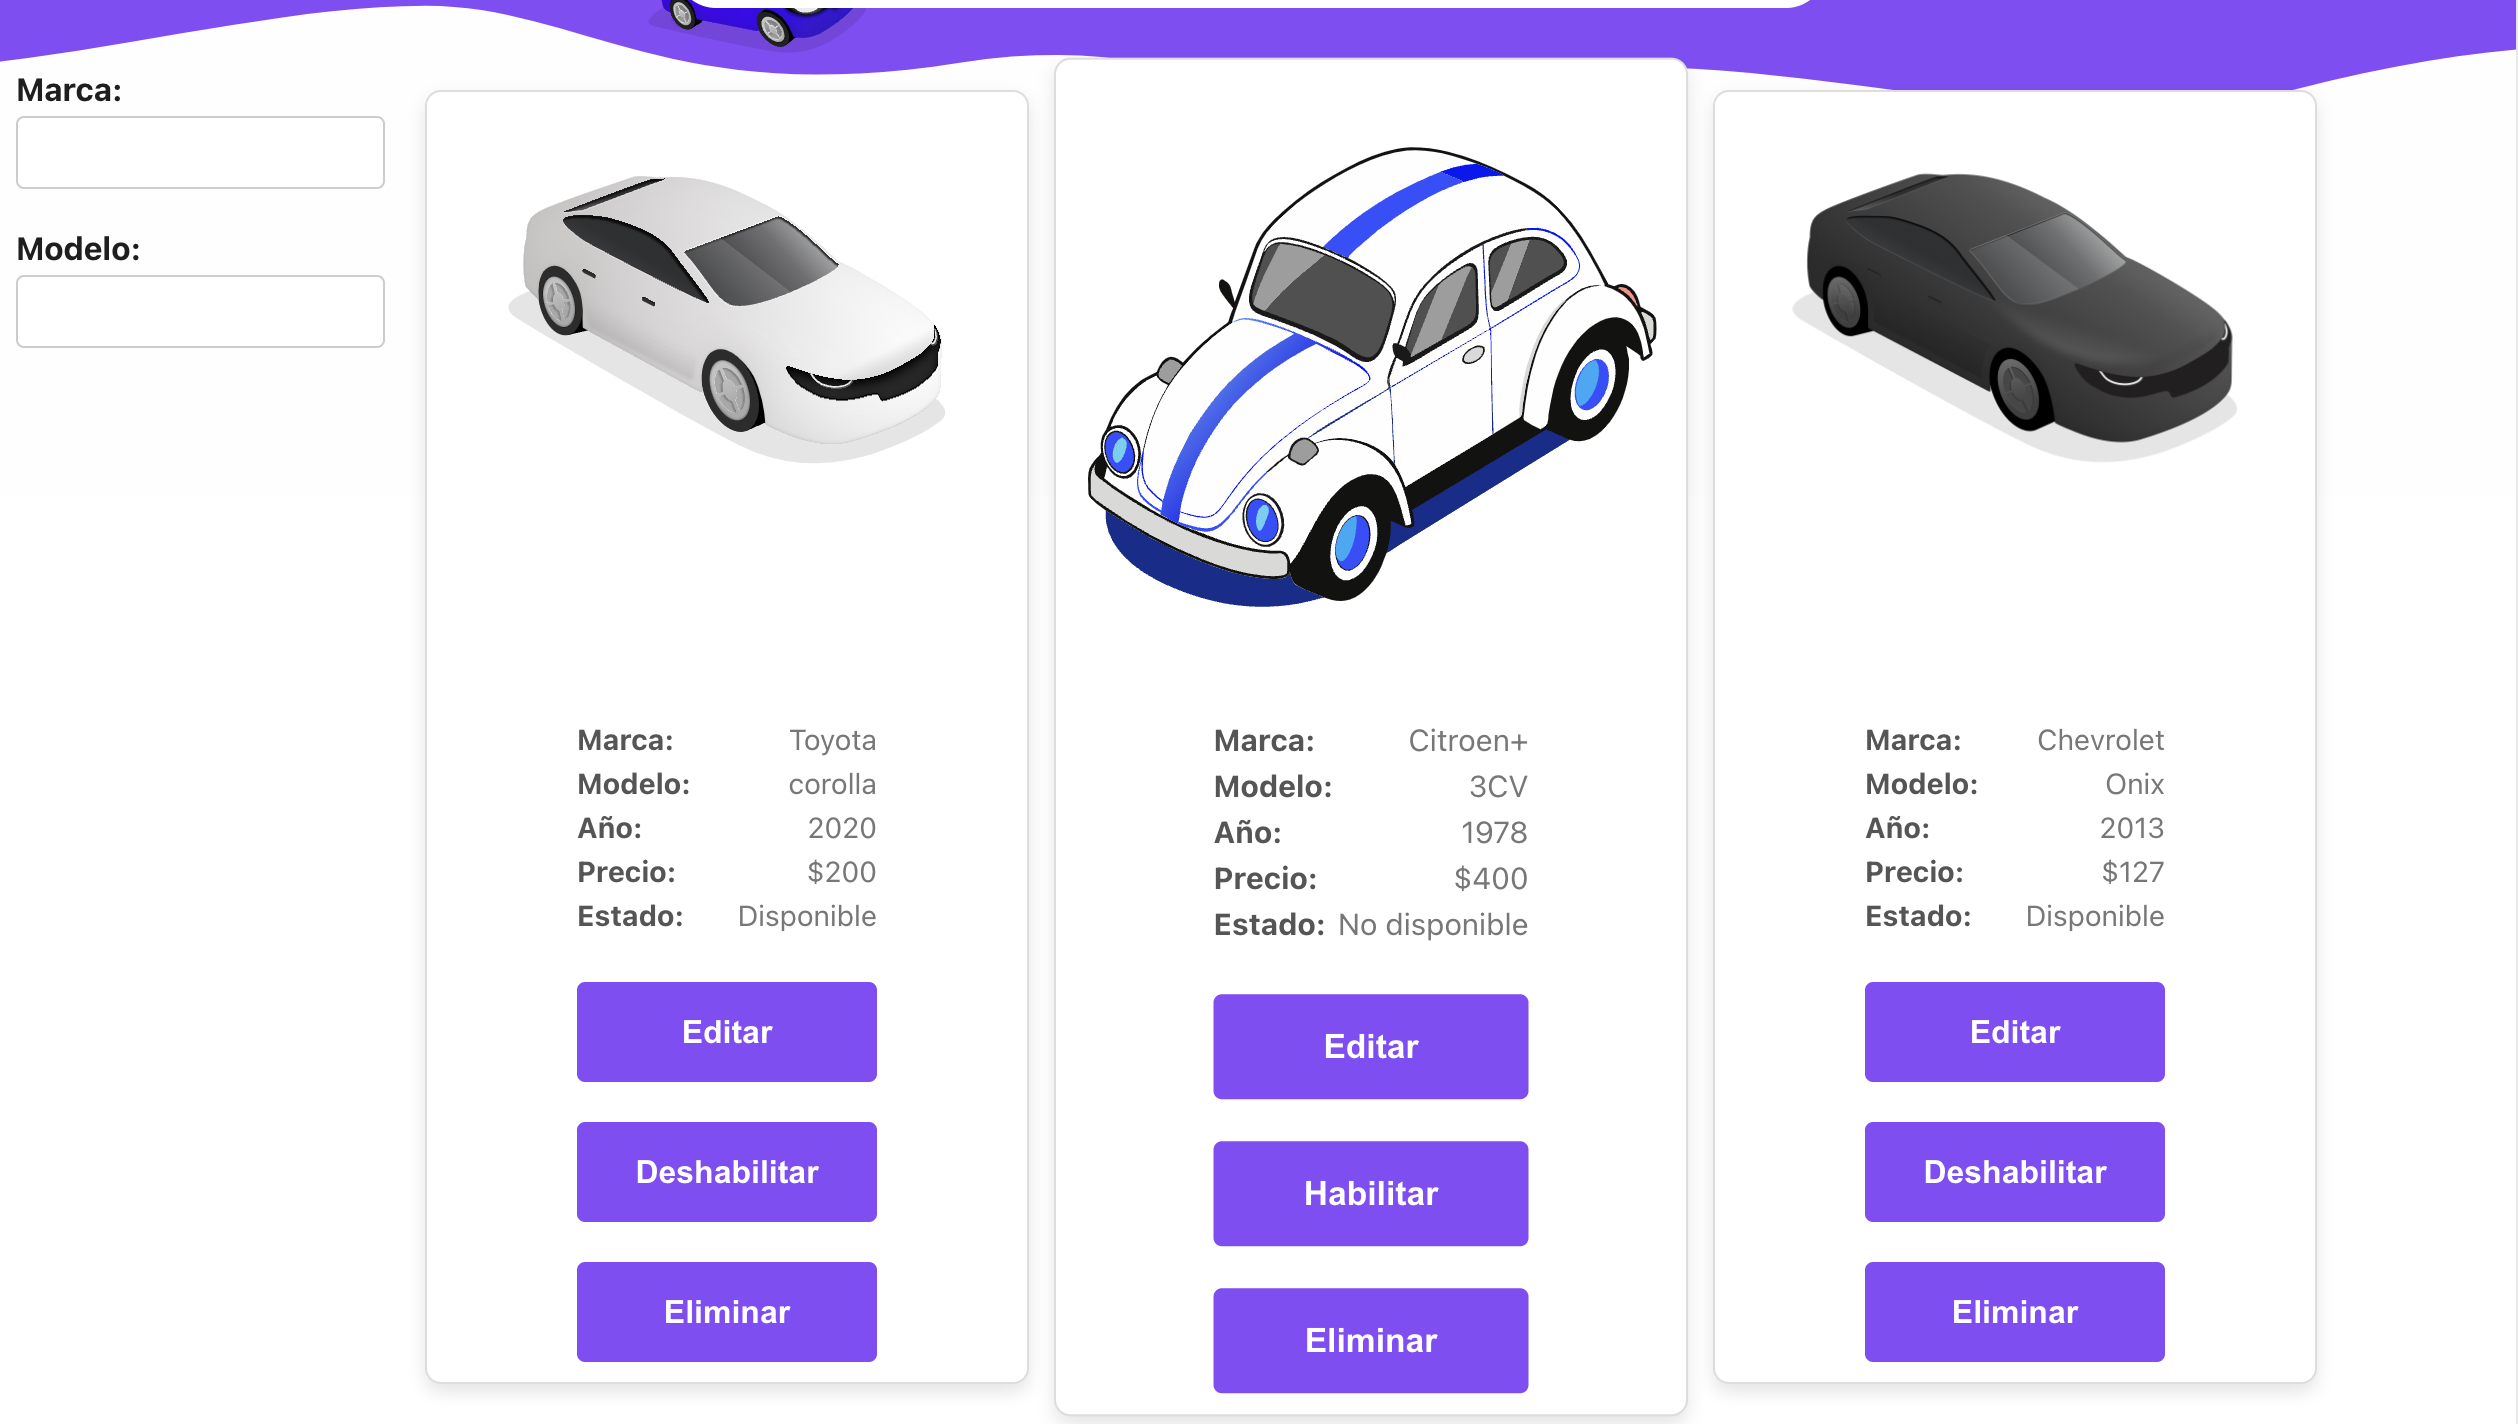 Marca:
Modelo:
Marca: Toyota
Modelo: corolla
Año: 2020
Precio: $200
Estado: Disponible
Editar
Deshabilitar
Eliminar
Marca: Citroen+
Modelo: 3CV
Año: 1978
Precio: $400
Estado: No disponible
Editar
Habilitar
Eliminar
Marca: Chevrolet
Modelo: Onix
Año: 2013
Precio: $127
Estado: Disponible
Editar
Deshabilitar
Eliminar